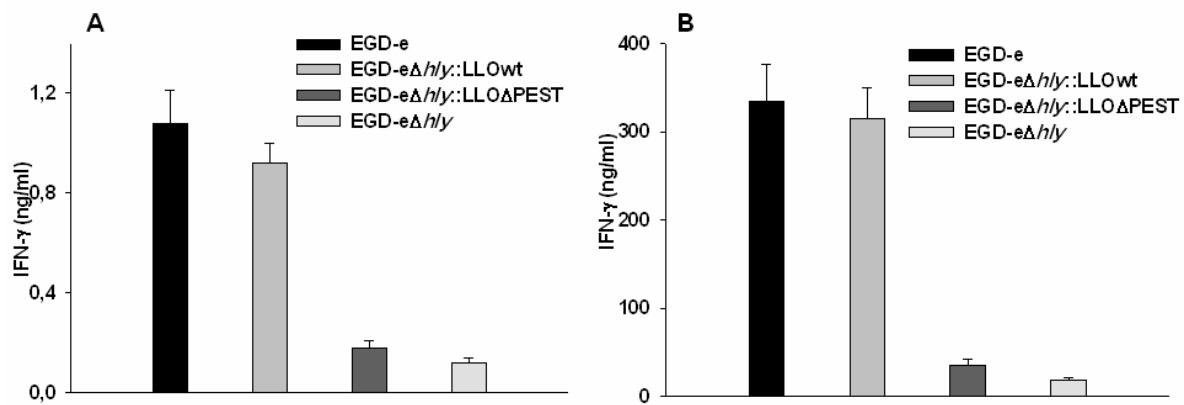 A
EGD-e
EGD-eΔhly::LLOwt
EGD-eΔhly::LLOΔPEST
EGD-eΔhly
IFN-γ (ng/ml)
1,2
0,8
0,4
0,0
B
EGD-e
EGD-eΔhly::LLOwt
EGD-eΔhly::LLOΔPEST
EGD-eΔhly
IFN-γ (ng/ml)
400
300
200
100
0